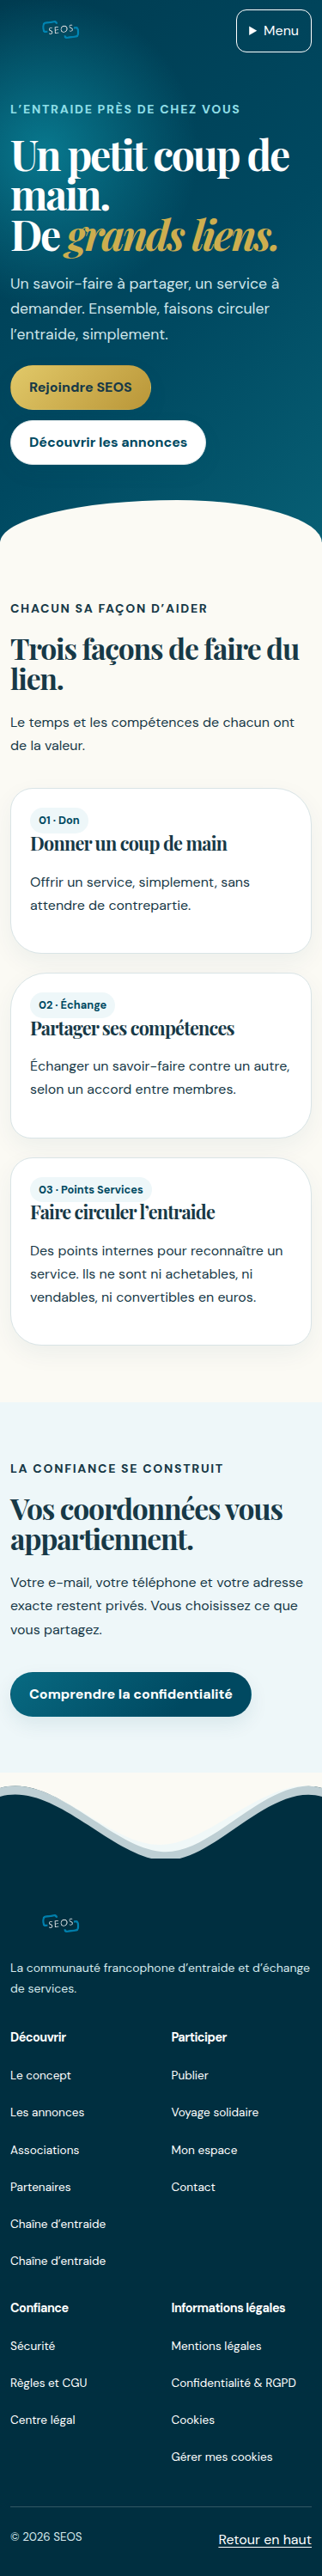 SEOS
Menu
L’ENTRAIDE PRÈS DE CHEZ VOUS
Un petit coup de
main.
De grands liens.
Un savoir-faire à partager, un service à
demander. Ensemble, faisons circuler
l’entraide, simplement.
Rejoindre SEOS
Découvrir les annonces
CHACUN SA FAÇON D’AIDER
Trois façons de faire du
lien.
Le temps et les compétences de chacun ont
de la valeur.
01 · Don
Donner un coup de main
Offrir un service, simplement, sans
attendre de contrepartie.
02 · Échange
Partager ses compétences
Échanger un savoir-faire contre un autre,
selon un accord entre membres.
03 · Points Services
Faire circuler l’entraide
Des points internes pour reconnaître un
service. Ils ne sont ni achetables, ni
vendables, ni convertibles en euros.
LA CONFIANCE SE CONSTRUIT
Vos coordonnées vous
appartiennent.
Votre e-mail, votre téléphone et votre adresse
exacte restent privés. Vous choisissez ce que
vous partagez.
Comprendre la confidentialité
SEOS
La communauté francophone d’entraide et d’échange
de services.
Découvrir
Le concept
Les annonces
Associations
Partenaires
Chaîne d’entraide
Chaîne d’entraide
Participer
Publier
Voyage solidaire
Mon espace
Contact
Confiance
Sécurité
Règles et CGU
Centre légal
Informations légales
Mentions légales
Confidentialité & RGPD
Cookies
Gérer mes cookies
© 2026 SEOS
Retour en haut